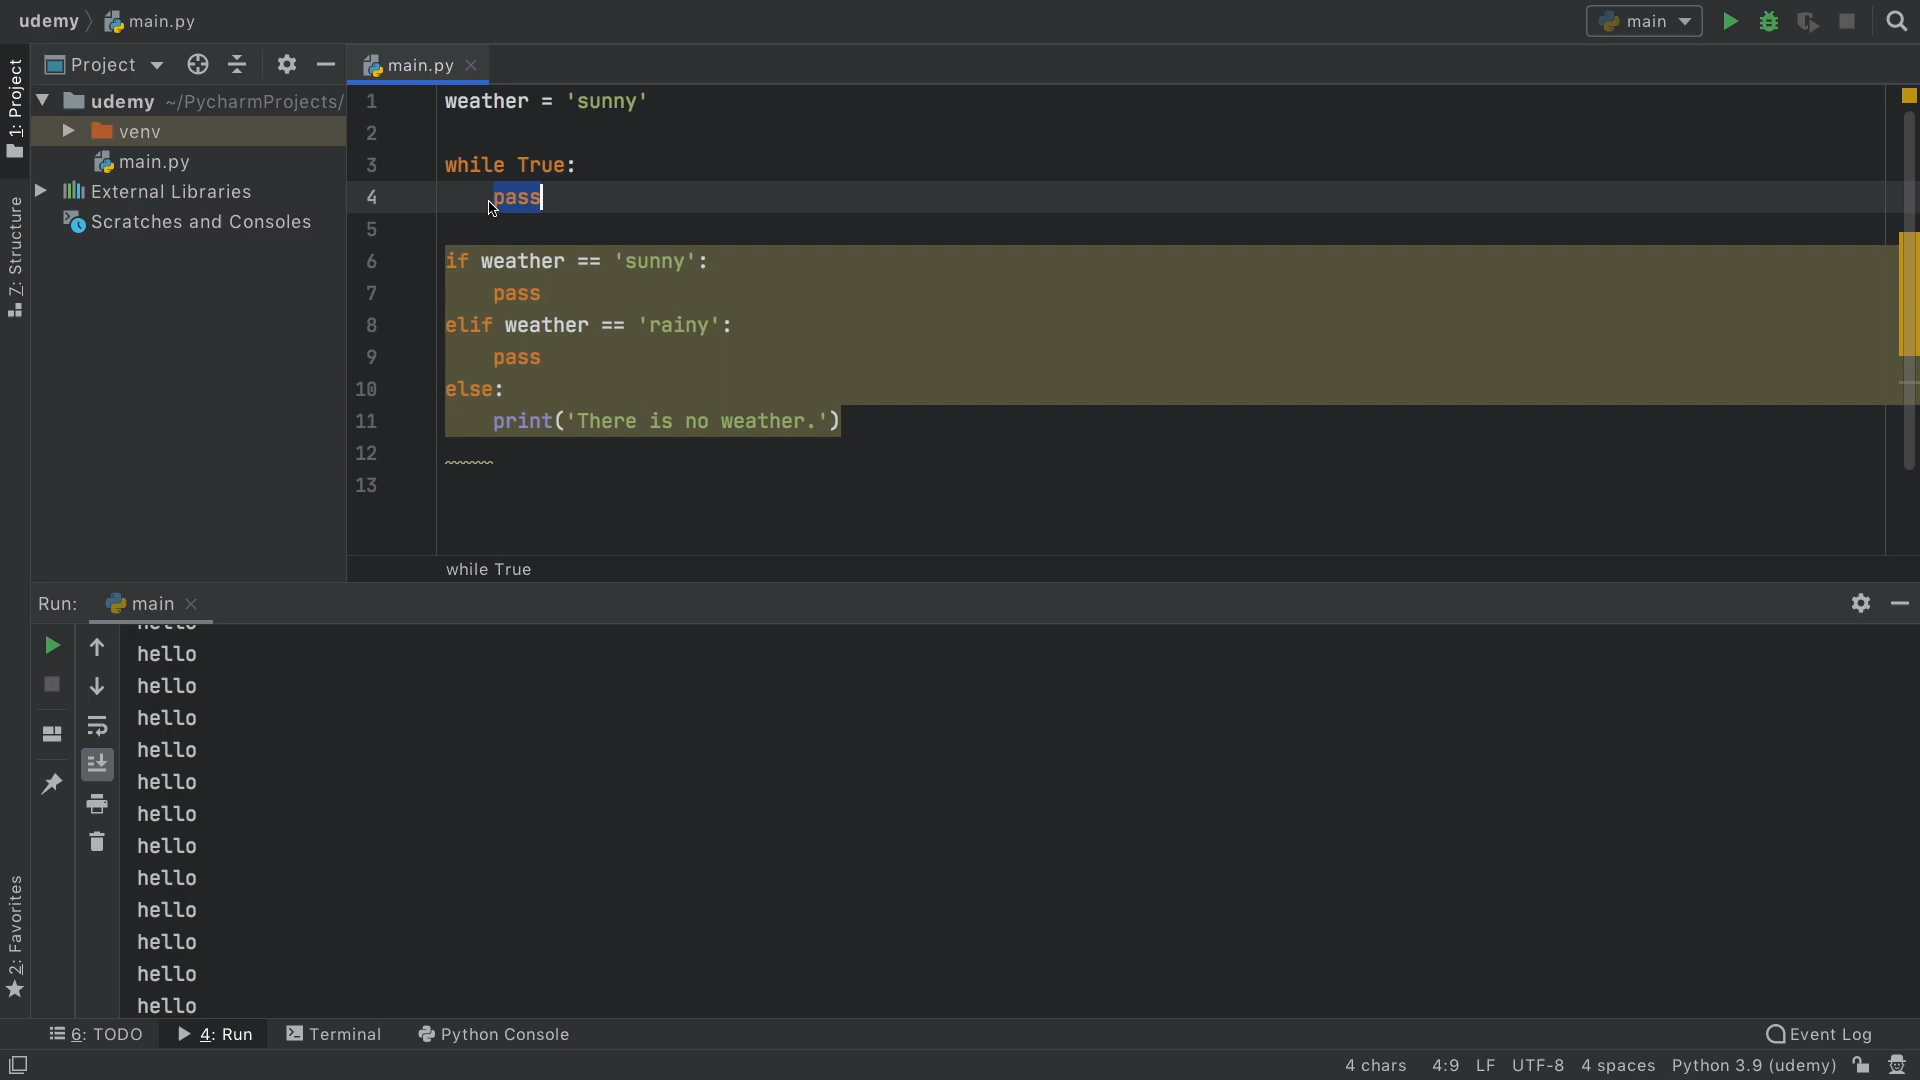 udemy main.py
main
Project
main.py
1: Project
Z: Structure
2: Favorites
udemy ~/PycharmProjects/
venv
main.py
External Libraries
Scratches and Consoles
1 weather = 'sunny'
2
3 while True:
4 pass
5
6 if weather == 'sunny':
7 pass
8 elif weather == 'rainy':
9 pass
10 else:
11 print('There is no weather.')
12
13
while True
Run: main
hello
hello
hello
hello
hello
hello
hello
hello
hello
hello
hello
hello
hello
6: TODO 4: Run Terminal Python Console Event Log
4 chars 4:9 LF UTF-8 4 spaces Python 3.9 (udemy)